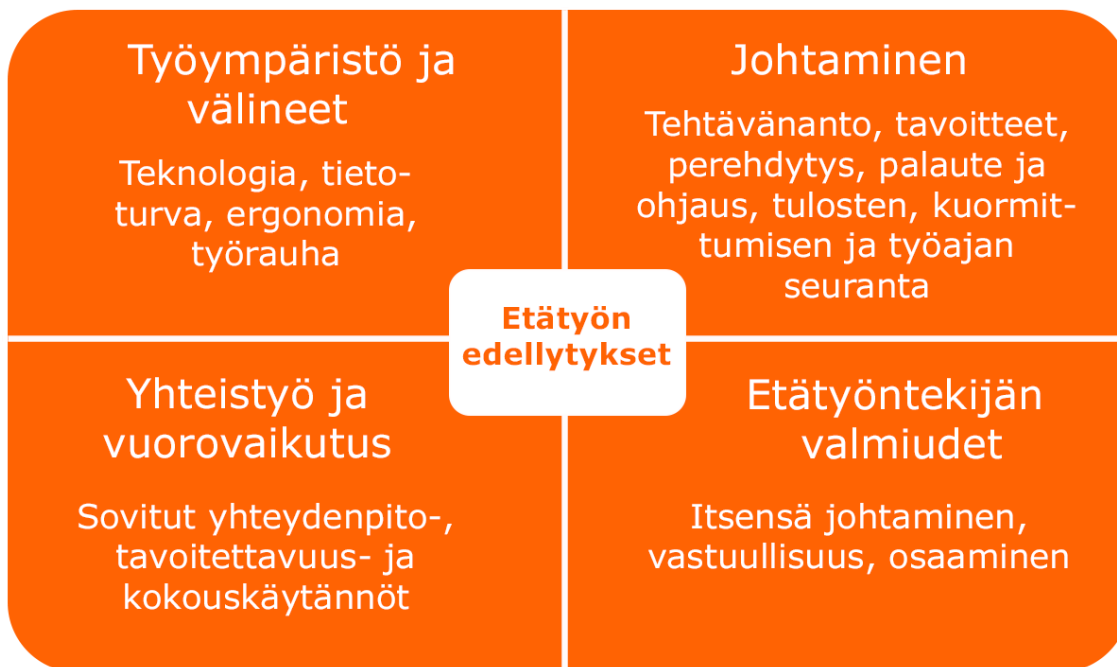 Työympäristö ja
välineet
Teknologia, tieto-
turva, ergonomia,
työrauha
Johtaminen
Tehtävänanto, tavoitteet,
perehdytys, palaute ja
ohjaus, tulosten, kuormit-
tumisen ja työajan
seuranta
Etätyön
edellytykset
Yhteistyö ja
vuorovaikutus
Sovitut yhteydenpito-,
tavoitettavuus- ja
kokouskäytännöt
Etätyöntekijän
valmiudet
Itsensä johtaminen,
vastuullisuus, osaaminen